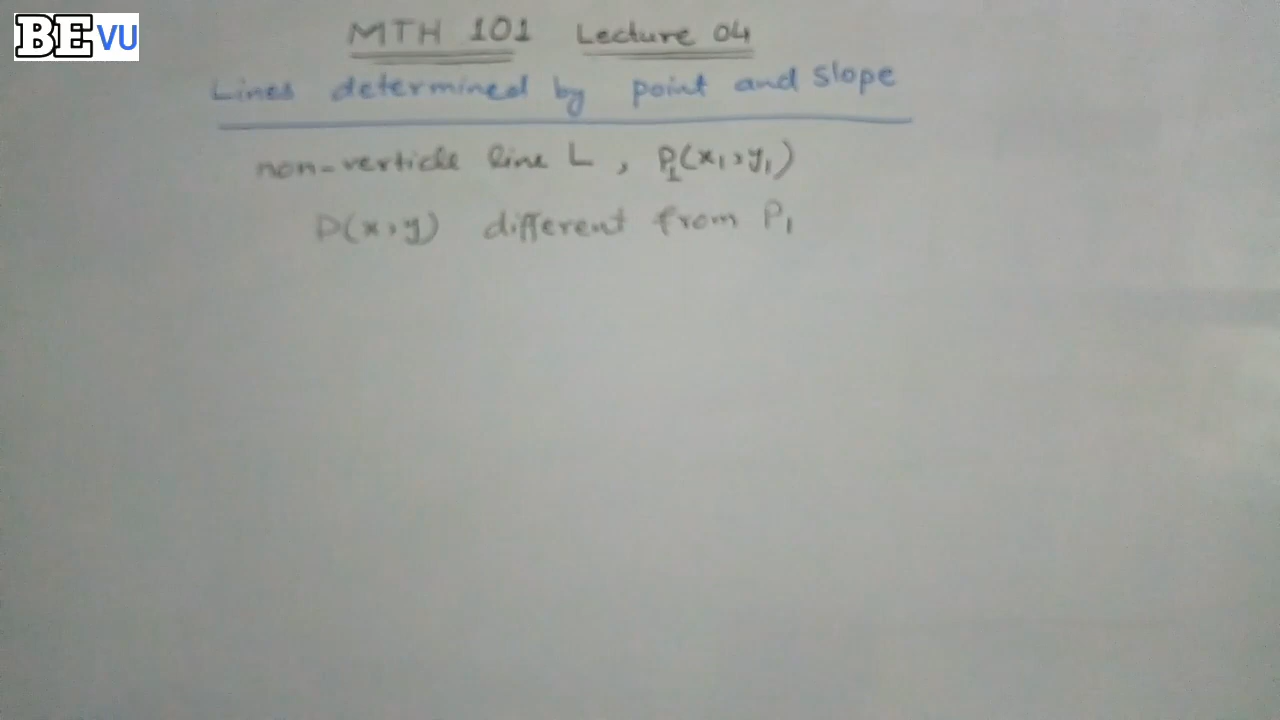 BEVU
MTH 101 Lecture 04
Lines determined by point and slope
non-verticle line L , P₁(x₁,y₁)
P(x,y) different from P₁